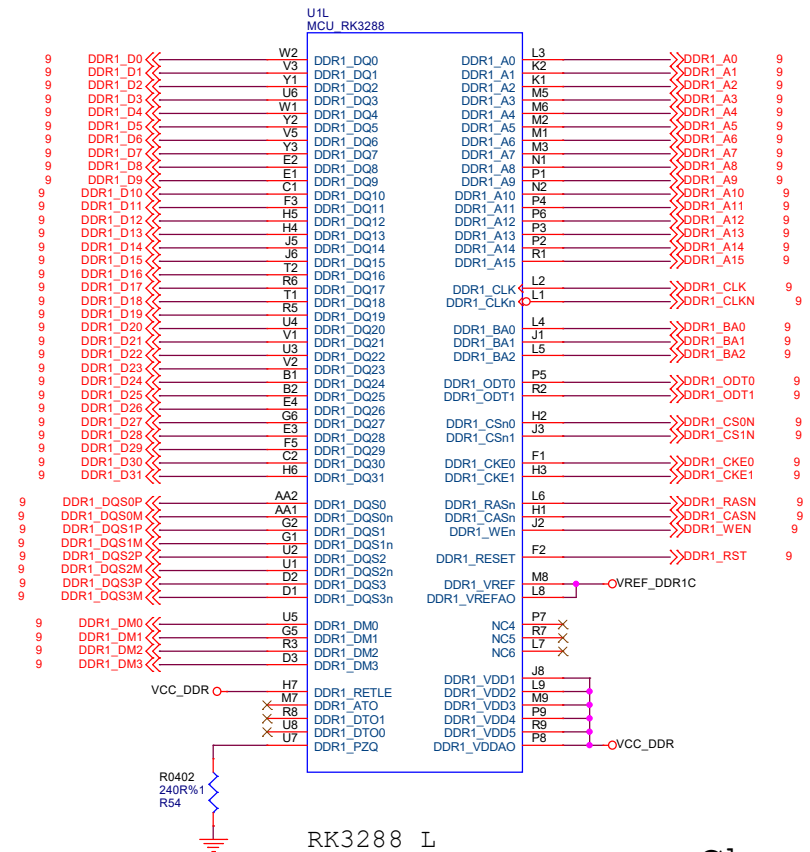 U1L
MCU_RK3288
9 DDR1_D0 W2 DDR1_DQ0 DDR1_A0 L3 DDR1_A0 9
9 DDR1_D1 V3 DDR1_DQ1 DDR1_A1 K2 DDR1_A1 9
9 DDR1_D2 Y1 DDR1_DQ2 DDR1_A2 K1 DDR1_A2 9
9 DDR1_D3 U6 DDR1_DQ3 DDR1_A3 M5 DDR1_A3 9
9 DDR1_D4 W1 DDR1_DQ4 DDR1_A4 M6 DDR1_A4 9
9 DDR1_D5 Y2 DDR1_DQ5 DDR1_A5 M2 DDR1_A5 9
9 DDR1_D6 V5 DDR1_DQ6 DDR1_A6 M1 DDR1_A6 9
9 DDR1_D7 Y3 DDR1_DQ7 DDR1_A7 M3 DDR1_A7 9
9 DDR1_D8 E2 DDR1_DQ8 DDR1_A8 N1 DDR1_A8 9
9 DDR1_D9 E1 DDR1_DQ9 DDR1_A9 P1 DDR1_A9 9
9 DDR1_D10 C1 DDR1_DQ10 DDR1_A10 N2 DDR1_A10 9
9 DDR1_D11 F3 DDR1_DQ11 DDR1_A11 P4 DDR1_A11 9
9 DDR1_D12 H5 DDR1_DQ12 DDR1_A12 P6 DDR1_A12 9
9 DDR1_D13 H4 DDR1_DQ13 DDR1_A13 P3 DDR1_A13 9
9 DDR1_D14 J5 DDR1_DQ14 DDR1_A14 P2 DDR1_A14 9
9 DDR1_D15 J6 DDR1_DQ15 DDR1_A15 R1 DDR1_A15 9
9 DDR1_D16 T2 DDR1_DQ16
9 DDR1_D17 R6 DDR1_DQ17 DDR1_CLK L2 DDR1_CLK 9
9 DDR1_D18 T1 DDR1_DQ18 DDR1_CLKn L1 DDR1_CLKN 9
9 DDR1_D19 R5 DDR1_DQ19
9 DDR1_D20 U4 DDR1_DQ20 DDR1_BA0 L4 DDR1_BA0 9
9 DDR1_D21 V1 DDR1_DQ21 DDR1_BA1 J1 DDR1_BA1 9
9 DDR1_D22 U3 DDR1_DQ22 DDR1_BA2 L5 DDR1_BA2 9
9 DDR1_D23 V2 DDR1_DQ23
9 DDR1_D24 B1 DDR1_DQ24 DDR1_ODT0 P5 DDR1_ODT0 9
9 DDR1_D25 B2 DDR1_DQ25 DDR1_ODT1 R2 DDR1_ODT1 9
9 DDR1_D26 E4 DDR1_DQ26
9 DDR1_D27 G6 DDR1_DQ27 DDR1_CSn0 H2 DDR1_CS0N 9
9 DDR1_D28 E3 DDR1_DQ28 DDR1_CSn1 J3 DDR1_CS1N 9
9 DDR1_D29 F5 DDR1_DQ29
9 DDR1_D30 C2 DDR1_DQ30 DDR1_CKE0 F1 DDR1_CKE0 9
9 DDR1_D31 H6 DDR1_DQ31 DDR1_CKE1 H3 DDR1_CKE1 9
9 DDR1_DQS0P AA2 DDR1_DQS0 DDR1_RASn L6 DDR1_RASN 9
9 DDR1_DQS0M AA1 DDR1_DQS0n DDR1_CASn H1 DDR1_CASN 9
9 DDR1_DQS1P G2 DDR1_DQS1 DDR1_WEn J2 DDR1_WEN 9
9 DDR1_DQS1M G1 DDR1_DQS1n
9 DDR1_DQS2P U2 DDR1_DQS2 DDR1_RESET F2 DDR1_RST 9
9 DDR1_DQS2M U1 DDR1_DQS2n
9 DDR1_DQS3P D2 DDR1_DQS3 DDR1_VREF M8 VREF_DDR1C
9 DDR1_DQS3M D1 DDR1_DQS3n DDR1_VREFAO L8
9 DDR1_DM0 U5 DDR1_DM0 NC4 P7
9 DDR1_DM1 G5 DDR1_DM1 NC5 R7
9 DDR1_DM2 R3 DDR1_DM2 NC6 L7
9 DDR1_DM3 D3 DDR1_DM3 DDR1_VDD1 J8
VCC_DDR H7 DDR1_RETLE DDR1_VDD2 L9
M7 DDR1_ATO DDR1_VDD3 M9
R8 DDR1_DTO1 DDR1_VDD4 P9
U8 DDR1_DTO0 DDR1_VDD5 R9
U7 DDR1_PZQ DDR1_VDDAO P8 VCC_DDR
R0402
240R%1
R54
RK3288 L